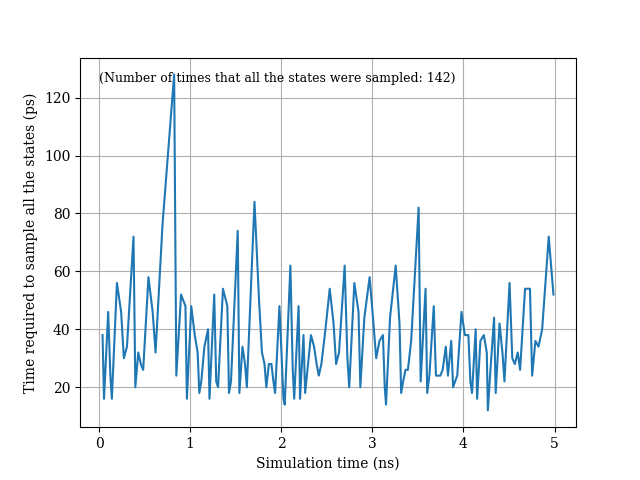 (Number of times that all the states were sampled: 142)
Time required to sample all the states (ps)
120
100
80
60
40
20
0 1 2 3 4 5
Simulation time (ns)